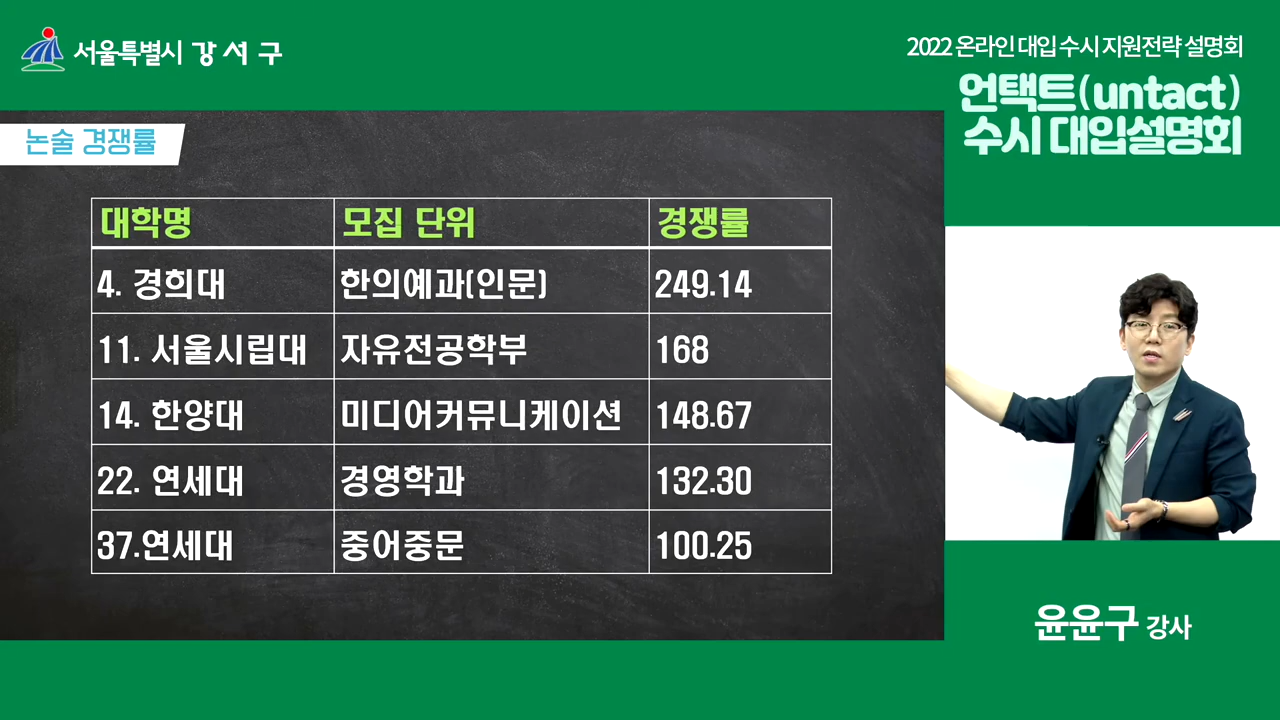 서울특별시 강서구
2022 온라인 대입 수시 지원전략 설명회
언택트(untact)
수시 대입설명회
논술 경쟁률
대학명 모집 단위 경쟁률
4. 경희대 한의예과(인문) 249.14
11. 서울시립대 자유전공학부 168
14. 한양대 미디어커뮤니케이션 148.67
22. 연세대 경영학과 132.30
37.연세대 중어중문 100.25
윤윤구 강사